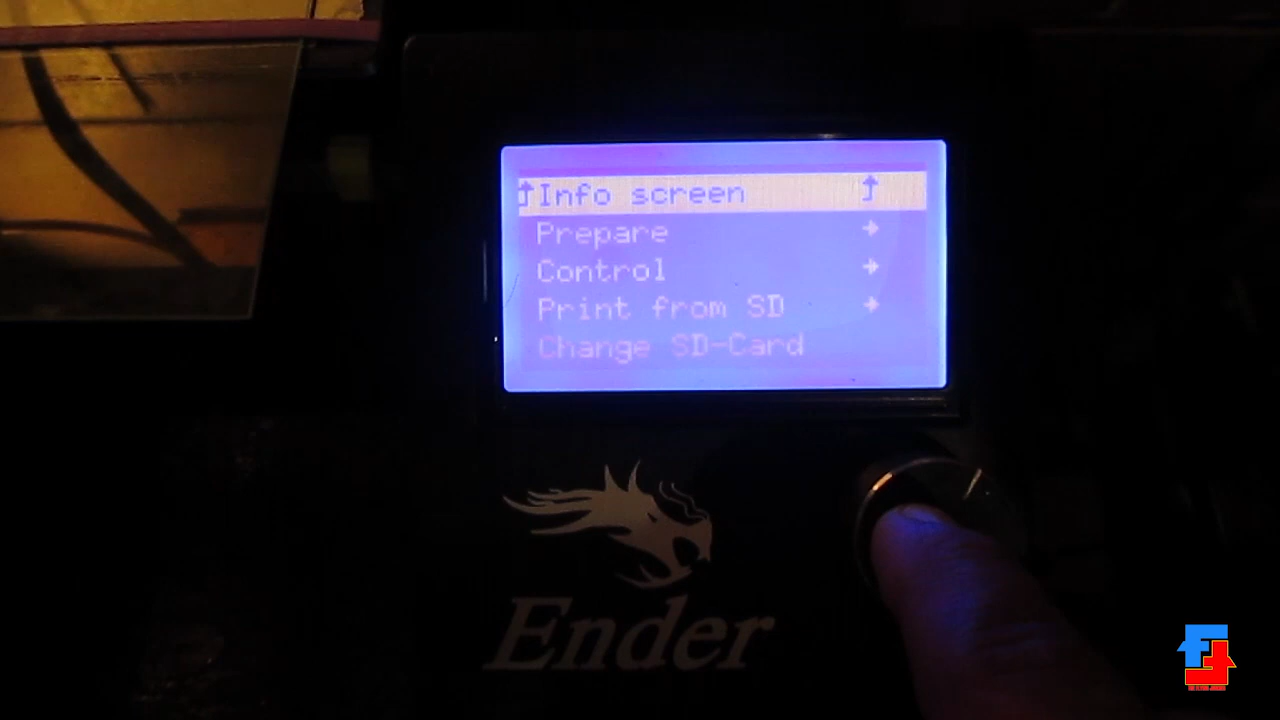 Info screen
Prepare
Control
Print from SD
Change SD-Card
Ender